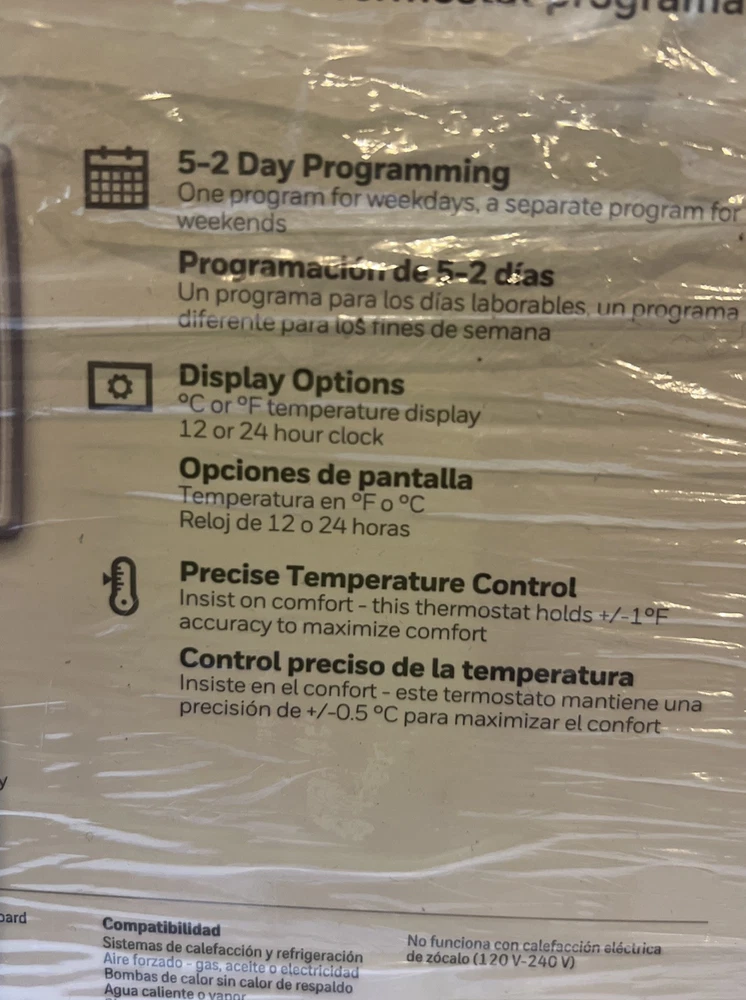 5-2 Day Programming
One program for weekdays, a separate program for
weekends
Programación de 5-2 días
Un programa para los días laborables, un programa
diferente para los fines de semana
Display Options
°C or °F temperature display
12 or 24 hour clock
Opciones de pantalla
Temperatura en °F o °C
Reloj de 12 o 24 horas
Precise Temperature Control
Insist on comfort - this thermostat holds +/-1°F
accuracy to maximize comfort
Control preciso de la temperatura
Insiste en el confort - este termostato mantiene una
precisión de +/-0.5 °C para maximizar el confort
Compatibilidad
Sistemas de calefacción y refrigeración
Aire forzado - gas, aceite o electricidad
Bombas de calor sin calor de respaldo
Agua caliente o vapor
No funciona con calefacción eléctrica
de zócalo (120 V-240 V)